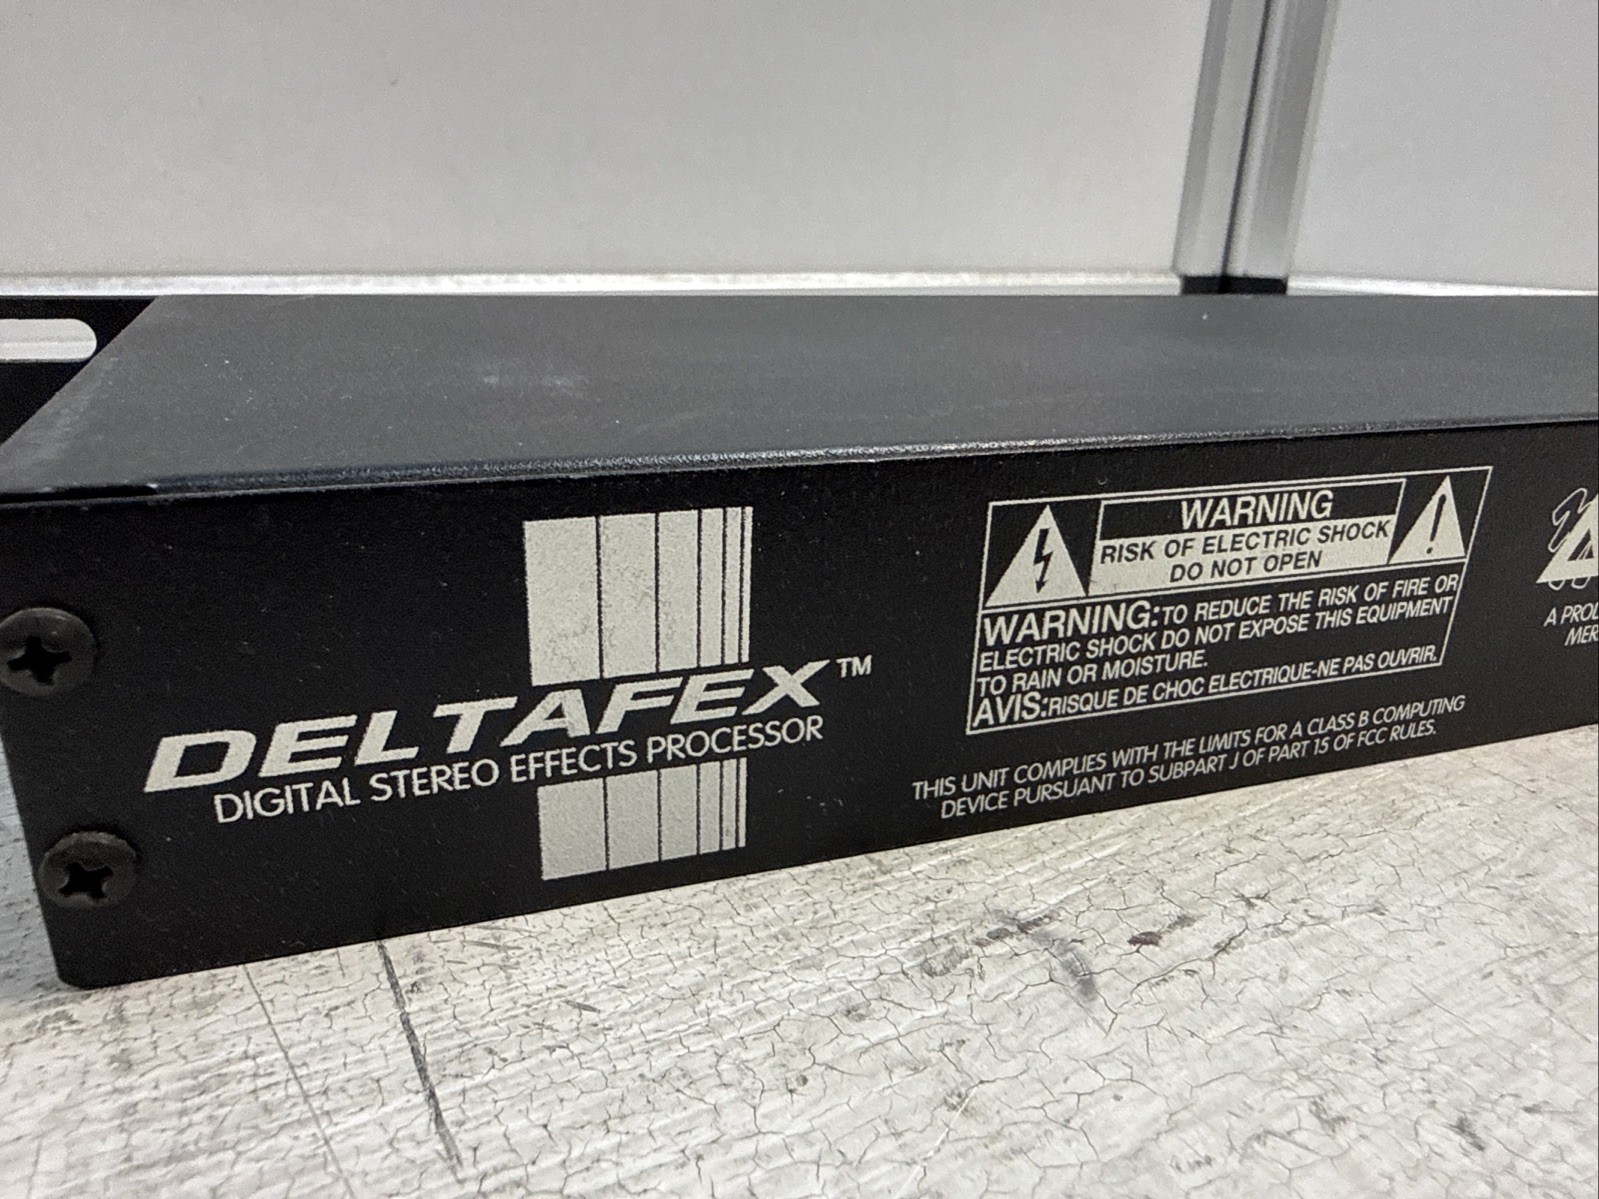 DELTAFEX™
DIGITAL STEREO EFFECTS PROCESSOR
WARNING
RISK OF ELECTRIC SHOCK
DO NOT OPEN
WARNING: TO REDUCE THE RISK OF FIRE OR
ELECTRIC SHOCK DO NOT EXPOSE THIS EQUIPMENT
TO RAIN OR MOISTURE.
AVIS: RISQUE DE CHOC ELECTRIQUE-NE PAS OUVRIR.
THIS UNIT COMPLIES WITH THE LIMITS FOR A CLASS B COMPUTING
DEVICE PURSUANT TO SUBPART J OF PART 15 OF FCC RULES.
A